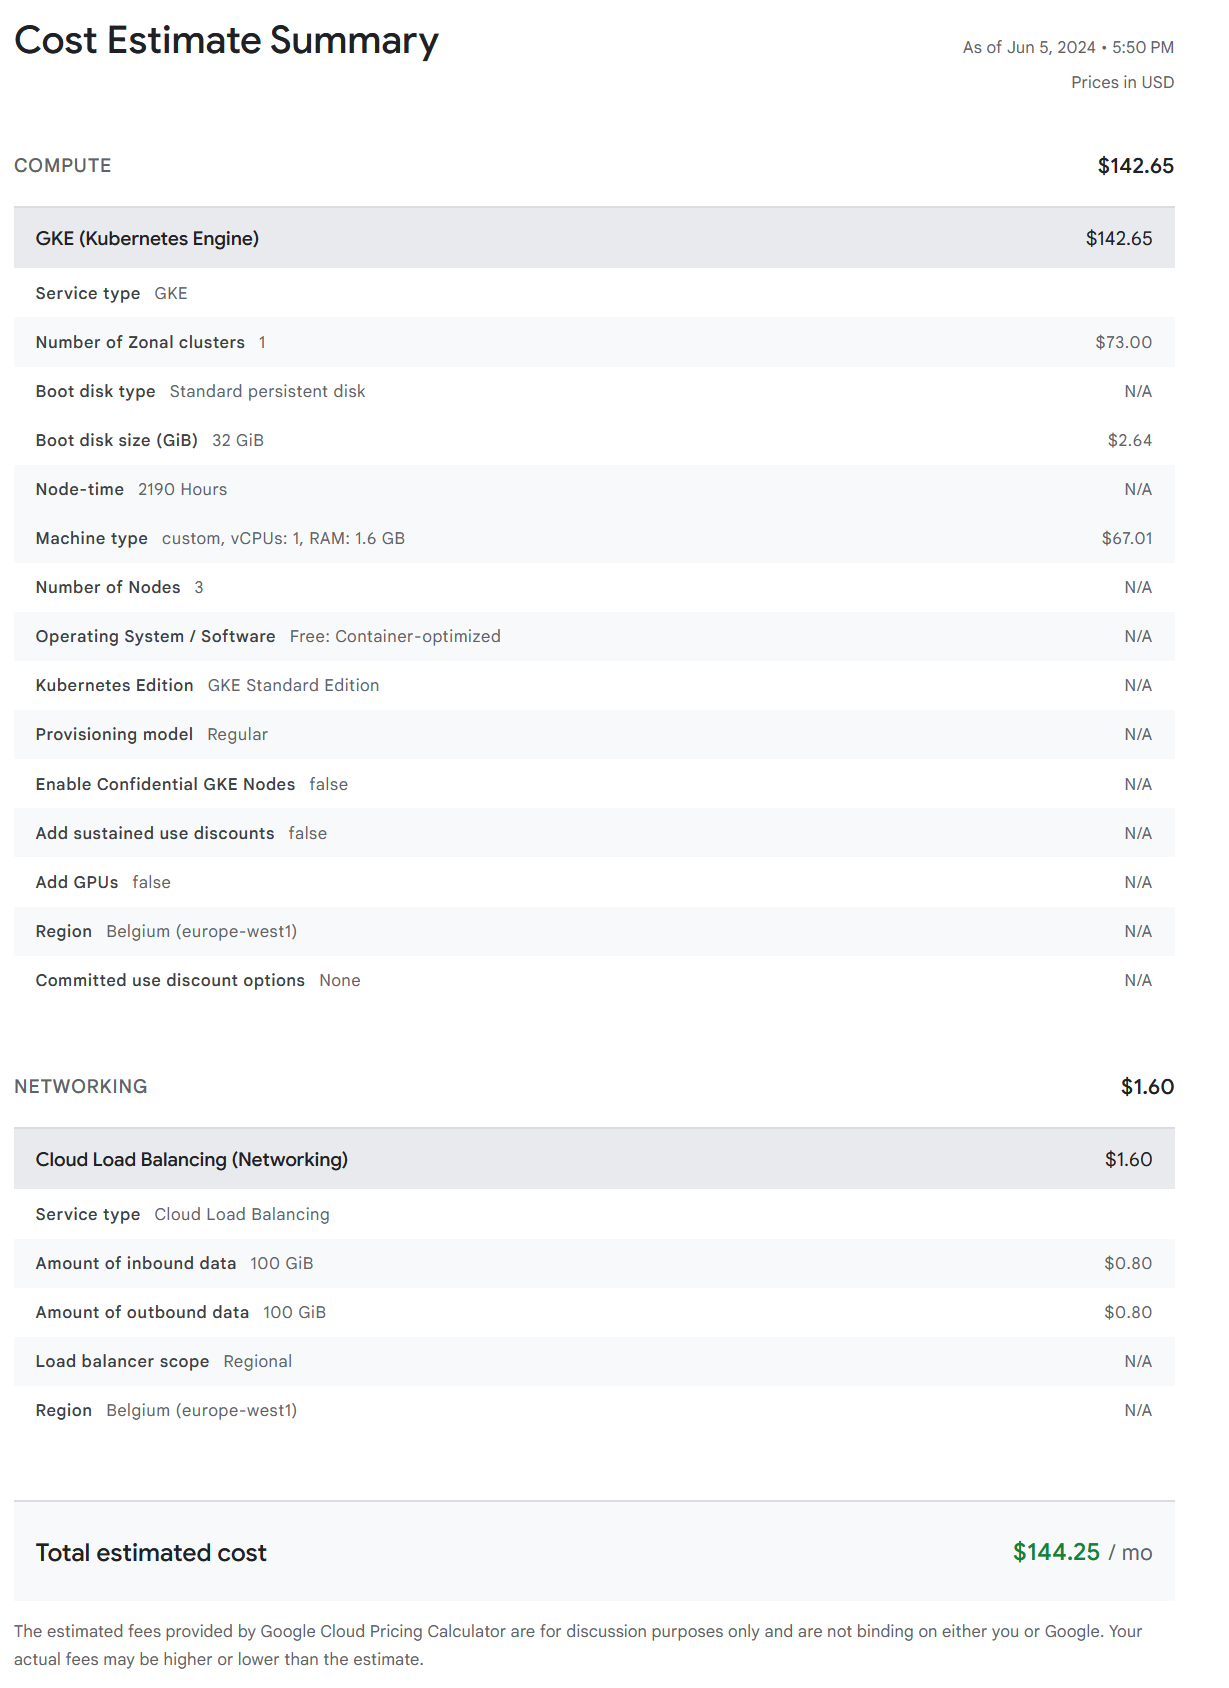 Cost Estimate Summary
As of Jun 5, 2024 • 5:50 PM
Prices in USD
COMPUTE $142.65
GKE (Kubernetes Engine) $142.65
Service type GKE
Number of Zonal clusters 1 $73.00
Boot disk type Standard persistent disk N/A
Boot disk size (GiB) 32 GiB $2.64
Node-time 2190 Hours N/A
Machine type custom, vCPUs: 1, RAM: 1.6 GB $67.01
Number of Nodes 3 N/A
Operating System / Software Free: Container-optimized N/A
Kubernetes Edition GKE Standard Edition N/A
Provisioning model Regular N/A
Enable Confidential GKE Nodes false N/A
Add sustained use discounts false N/A
Add GPUs false N/A
Region Belgium (europe-west1) N/A
Committed use discount options None N/A
NETWORKING $1.60
Cloud Load Balancing (Networking) $1.60
Service type Cloud Load Balancing
Amount of inbound data 100 GiB $0.80
Amount of outbound data 100 GiB $0.80
Load balancer scope Regional N/A
Region Belgium (europe-west1) N/A
Total estimated cost $144.25 / mo
The estimated fees provided by Google Cloud Pricing Calculator are for discussion purposes only and are not binding on either you or Google. Your
actual fees may be higher or lower than the estimate.